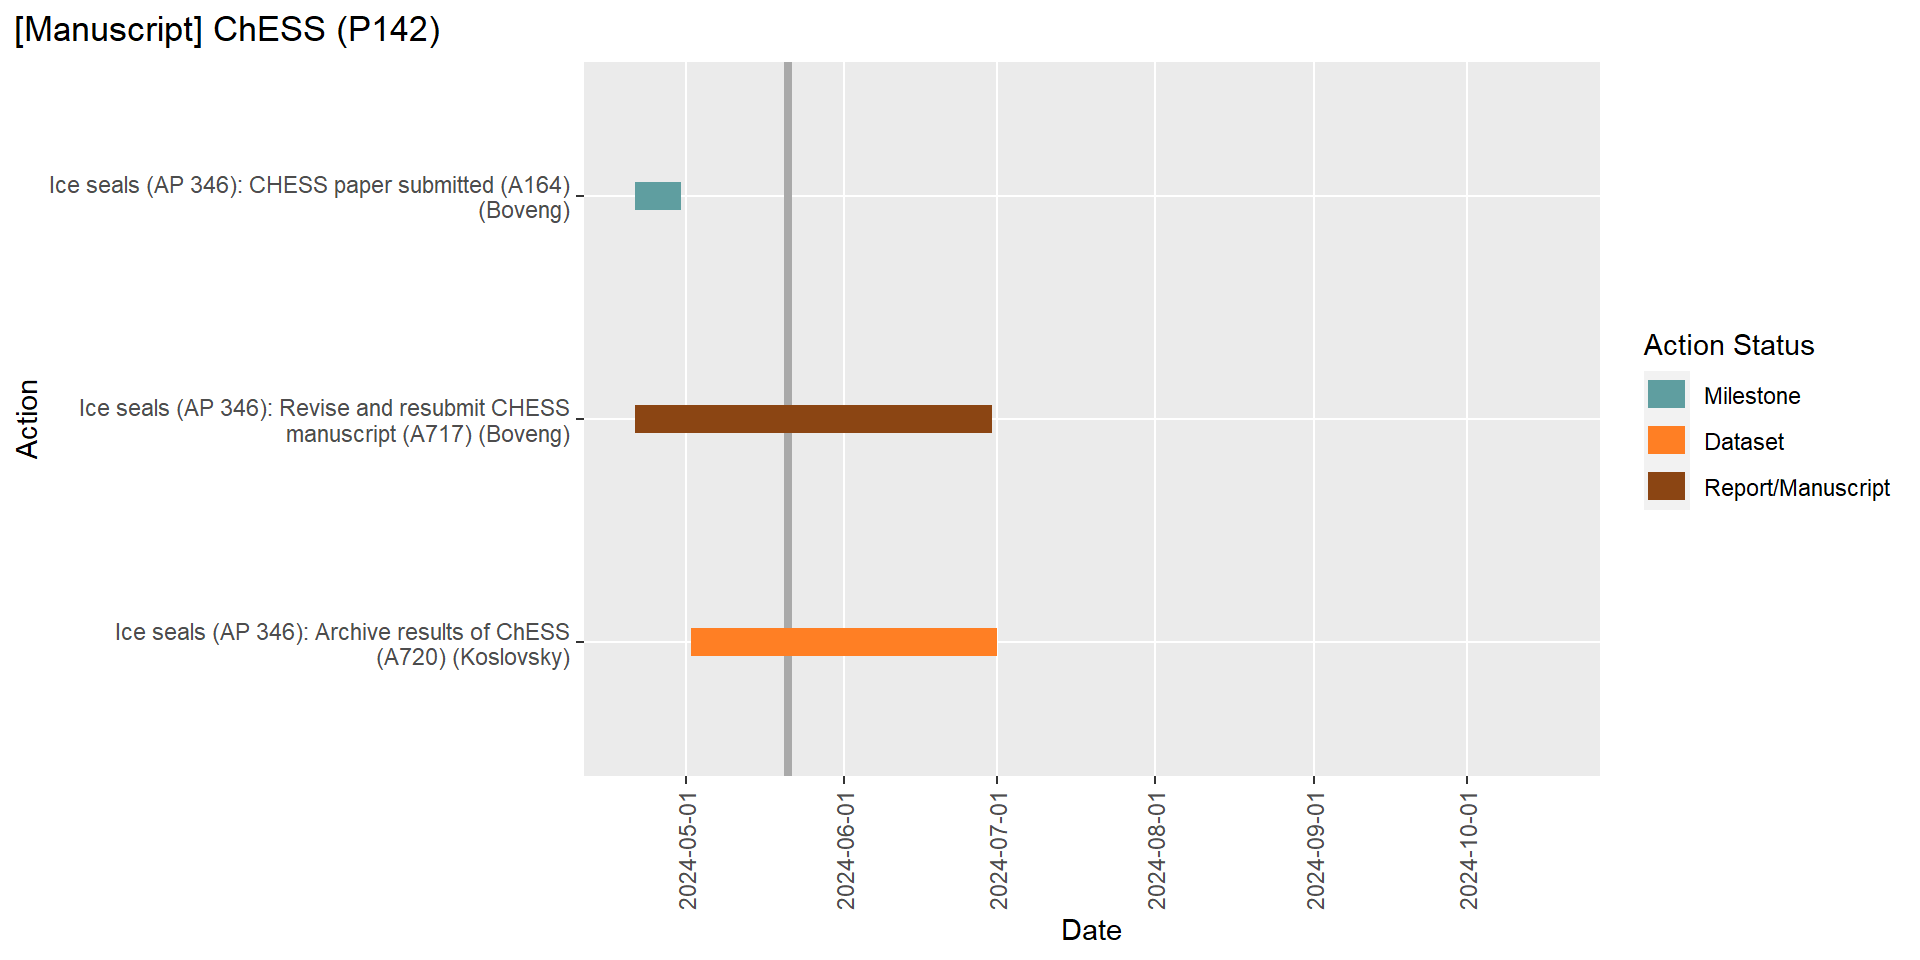 [Manuscript] ChESS (P142)
Action
Ice seals (AP 346): CHESS paper submitted (A164)
(Boveng)
Ice seals (AP 346): Revise and resubmit CHESS
manuscript (A717) (Boveng)
Ice seals (AP 346): Archive results of ChESS
(A720) (Koslovsky)
2024-05-01
2024-06-01
2024-07-01
2024-08-01
2024-09-01
2024-10-01
Date
Action Status
Milestone
Dataset
Report/Manuscript